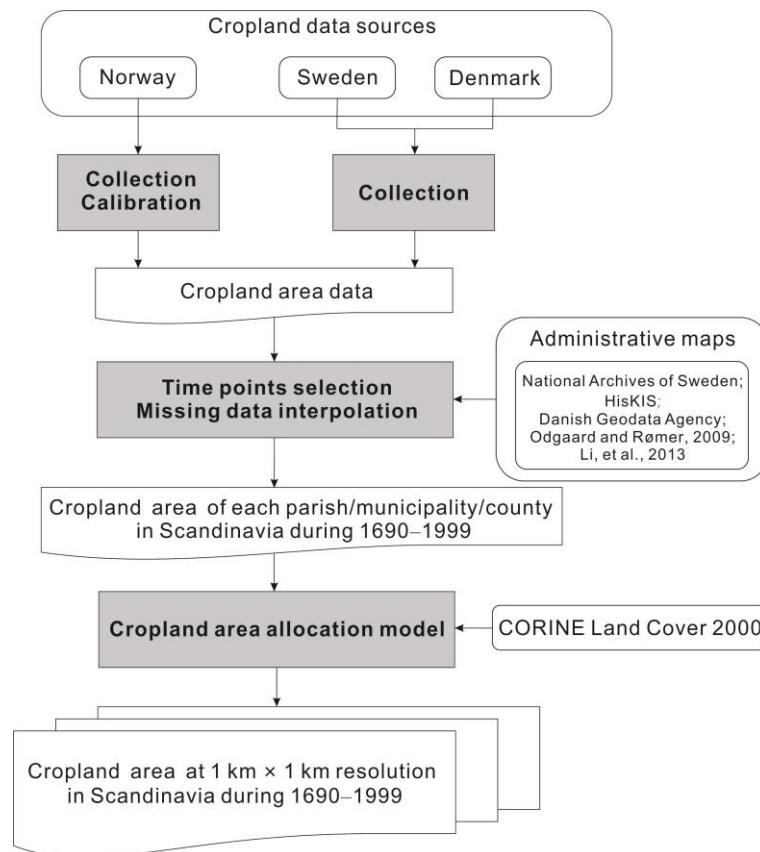 Cropland data sources
Norway
Sweden
Denmark
Collection
Calibration
Collection
Cropland area data
Administrative maps
National Archives of Sweden;
HisKIS;
Danish Geodata Agency;
Odgaard and Rømer, 2009;
Li, et al., 2013
Time points selection
Missing data interpolation
Cropland area of each parish/municipality/county
in Scandinavia during 1690–1999
Cropland area allocation model
CORINE Land Cover 2000
Cropland area at 1 km × 1 km resolution
in Scandinavia during 1690–1999